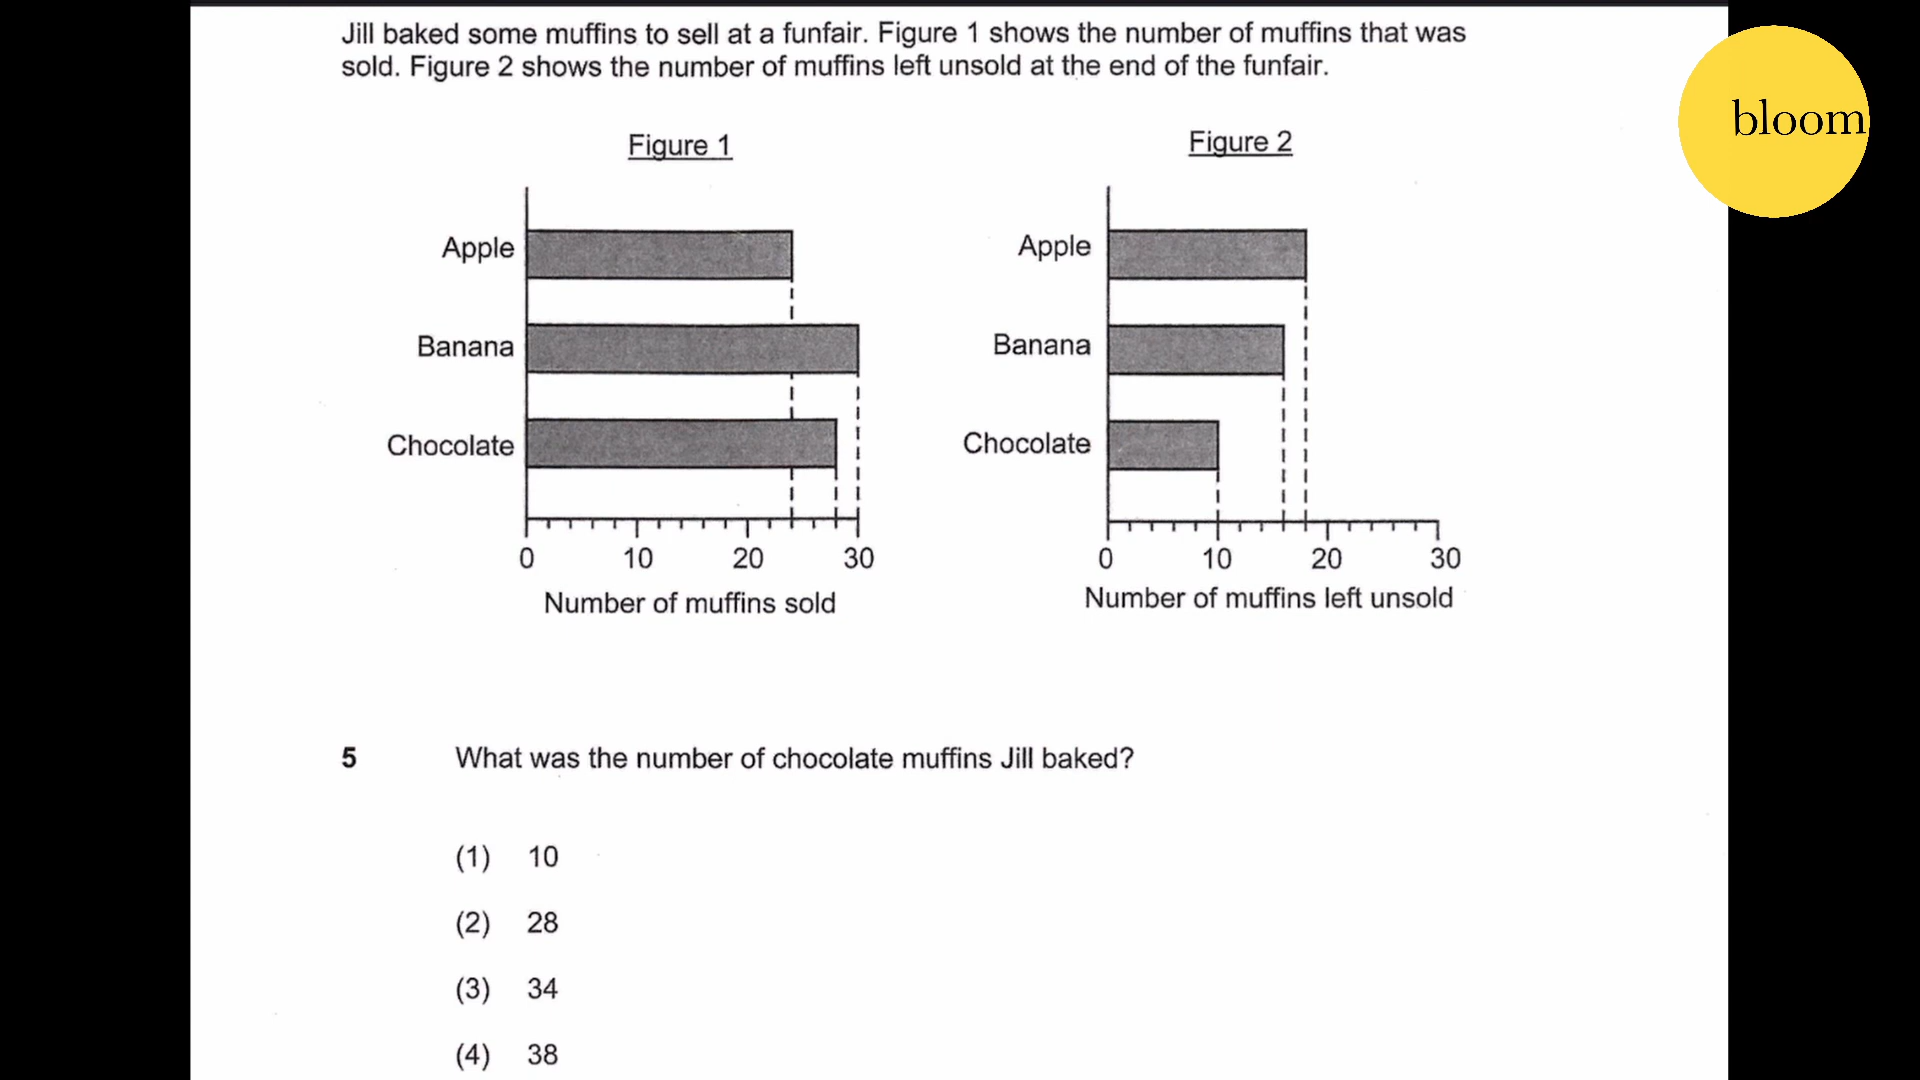 Jill baked some muffins to sell at a funfair. Figure 1 shows the number of muffins that was
sold. Figure 2 shows the number of muffins left unsold at the end of the funfair.
bloom
Figure 1
Apple
Banana
Chocolate
0 10 20 30
Number of muffins sold
Figure 2
Apple
Banana
Chocolate
0 10 20 30
Number of muffins left unsold
5 What was the number of chocolate muffins Jill baked?
(1) 10
(2) 28
(3) 34
(4) 38